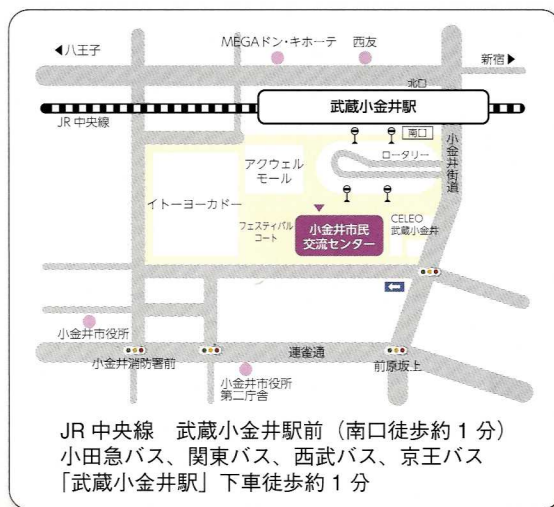 MEGAドン・キホーテ
西友
◀八王子
新宿▶
北口
武蔵小金井駅
JR中央線
南口
ロータリー
小金井街道
アクウェル
モール
イトーヨーカドー
フェスティバル
コート
小金井市民
交流センター
CELEO
武蔵小金井
小金井市役所
小金井消防署前
連雀通
前原坂上
小金井市役所
第二庁舎
JR中央線　武蔵小金井駅前（南口徒歩約1分）
小田急バス、関東バス、西武バス、京王バス
「武蔵小金井駅」下車徒歩約1分